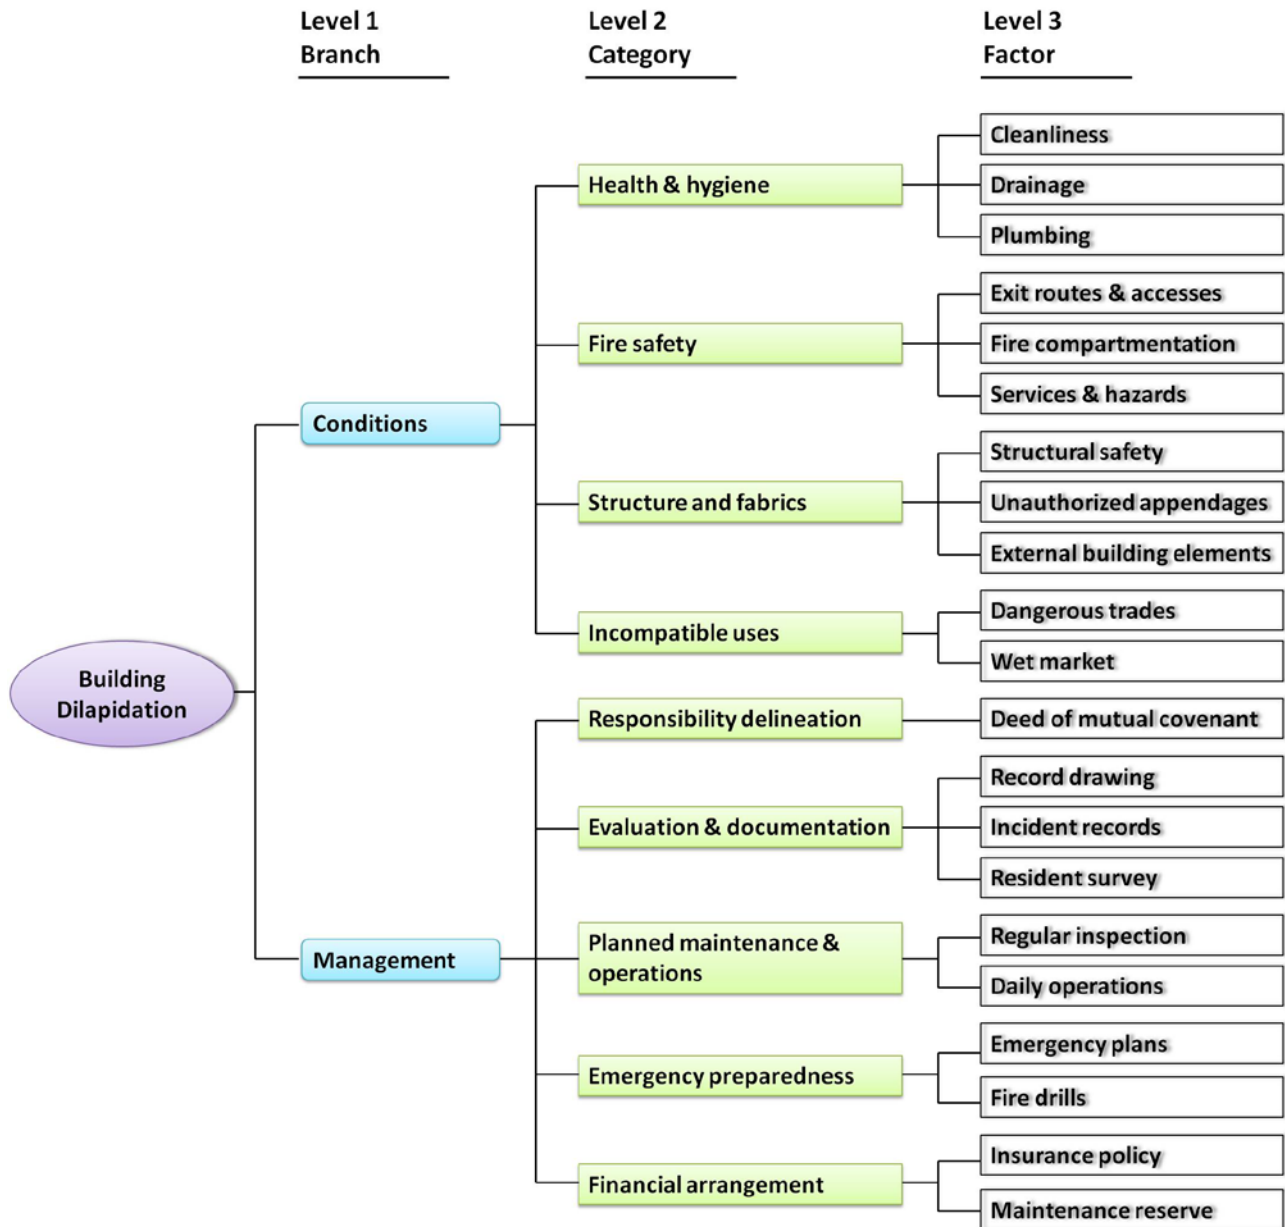 Level 1
Branch
Level 2
Category
Level 3
Factor
Building
Dilapidation
Conditions
Health & hygiene
Cleanliness
Drainage
Plumbing
Fire safety
Exit routes & accesses
Fire compartmentation
Services & hazards
Structure and fabrics
Structural safety
Unauthorized appendages
External building elements
Incompatible uses
Dangerous trades
Wet market
Management
Responsibility delineation
Deed of mutual covenant
Evaluation & documentation
Record drawing
Incident records
Resident survey
Planned maintenance &
operations
Regular inspection
Daily operations
Emergency preparedness
Emergency plans
Fire drills
Financial arrangement
Insurance policy
Maintenance reserve